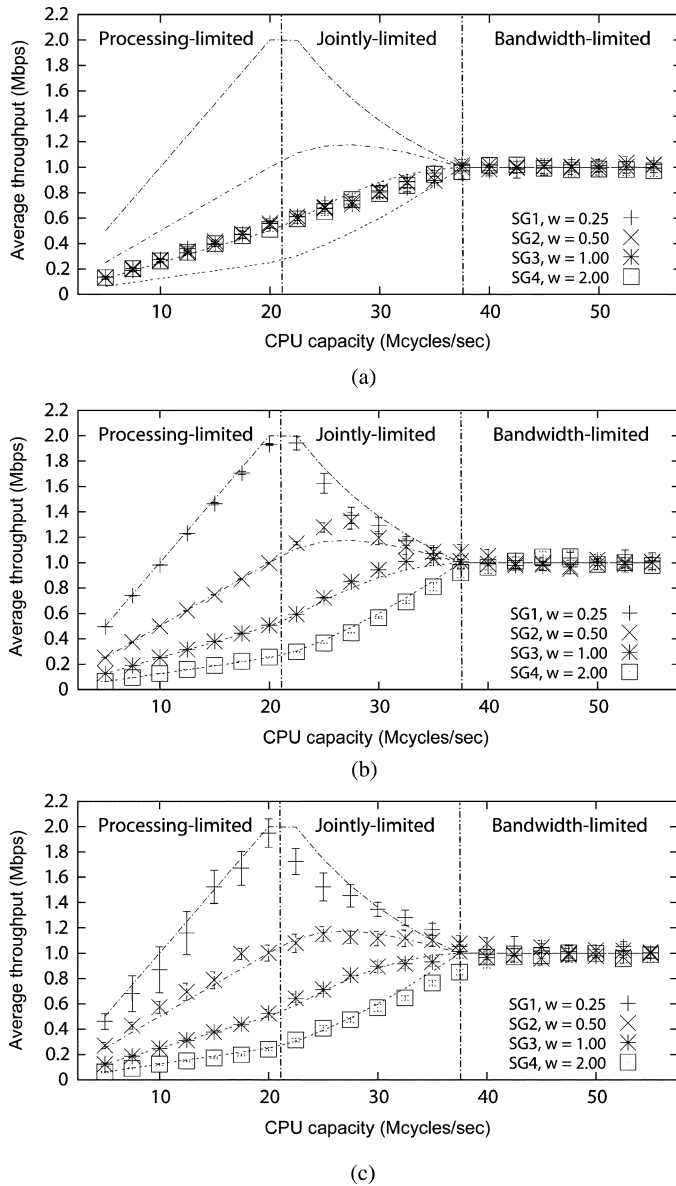 2.2
2.0
1.8
1.6
1.4
1.2
1.0
0.8
0.6
0.4
0.2
0
Average throughput (Mbps)
Processing-limited
Jointly-limited
Bandwidth-limited
SG1, w = 0.25
SG2, w = 0.50
SG3, w = 1.00
SG4, w = 2.00
10
20
30
40
50
CPU capacity (Mcycles/sec)
(a)
2.2
2.0
1.8
1.6
1.4
1.2
1.0
0.8
0.6
0.4
0.2
0
Average throughput (Mbps)
Processing-limited
Jointly-limited
Bandwidth-limited
SG1, w = 0.25
SG2, w = 0.50
SG3, w = 1.00
SG4, w = 2.00
10
20
30
40
50
CPU capacity (Mcycles/sec)
(b)
2.2
2.0
1.8
1.6
1.4
1.2
1.0
0.8
0.6
0.4
0.2
0
Average throughput (Mbps)
Processing-limited
Jointly-limited
Bandwidth-limited
SG1, w = 0.25
SG2, w = 0.50
SG3, w = 1.00
SG4, w = 2.00
10
20
30
40
50
CPU capacity (Mcycles/sec)
(c)